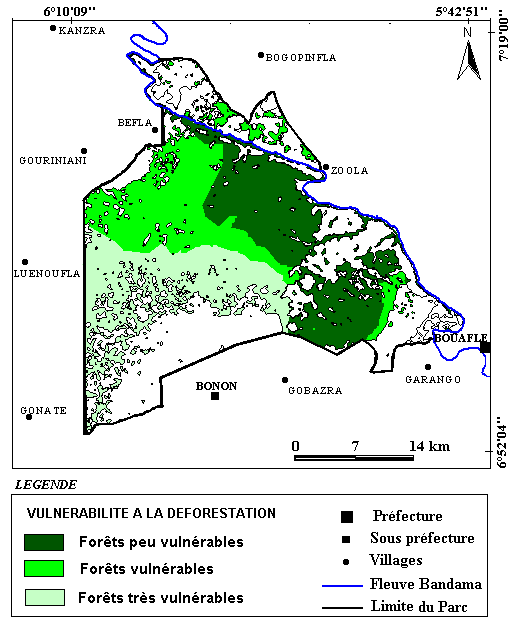 6°10'09" 5°42'51"
KANZRA
N
7°19'00"
BOGOPINFLA
BEFLA
GOURINIANI
ZOOLA
LUENOUFLA
BOUAFLE
BONON
GOBAZRA
GARANGO
GONATE
6°52'04"
0 7 14 km
LEGENDE
VULNERABILITE A LA DEFORESTATION
Forêts peu vulnérables
Forêts vulnérables
Forêts très vulnérables
Préfecture
Sous préfecture
Villages
Fleuve Bandama
Limite du Parc